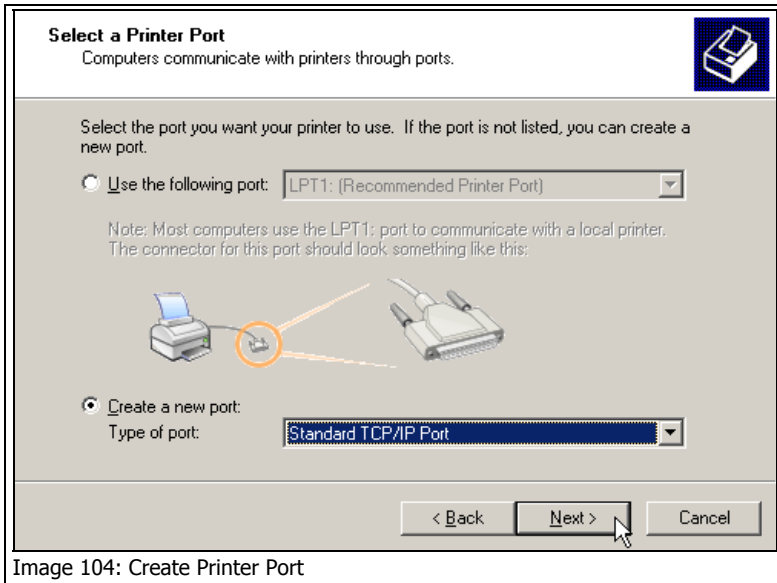 Select a Printer Port
Computers communicate with printers through ports.
Select the port you want your printer to use. If the port is not listed, you can create a
new port.
Use the following port: LPT1: (Recommended Printer Port)
Note: Most computers use the LPT1: port to communicate with a local printer.
The connector for this port should look something like this:
Create a new port:
Type of port: Standard TCP/IP Port
< Back Next > Cancel
Image 104: Create Printer Port